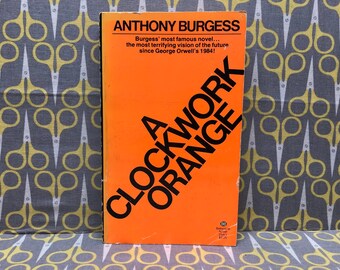 ANTHONY BURGESS
Burgess' most famous novel...
the most terrifying vision of the future
since George Orwell's 1984!
A
CLOCKWORK
ORANGE